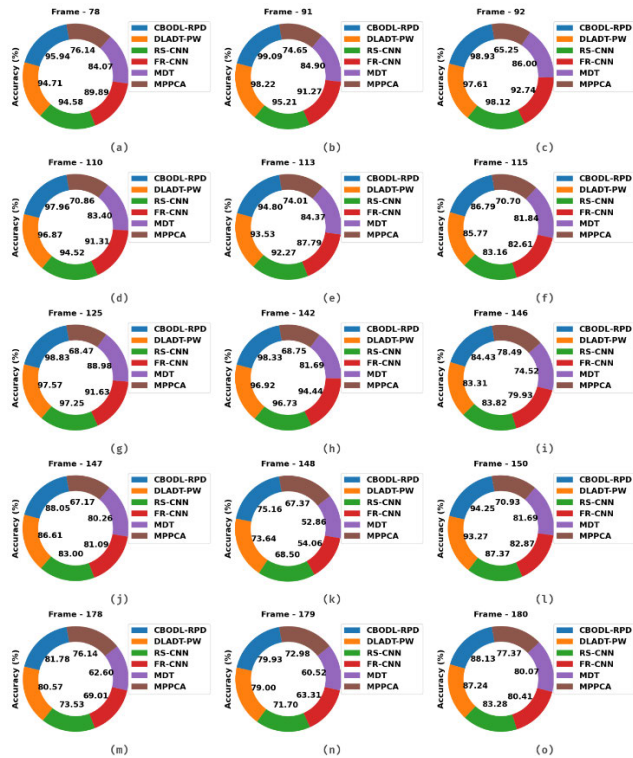 Frame - 78
Accuracy (%)
95.94
76.14
84.07
89.89
94.58
94.71
CBODL-RPD
DLADT-PW
RS-CNN
FR-CNN
MDT
MPPCA
(a)
Frame - 91
Accuracy (%)
99.09
74.65
84.90
91.27
95.21
98.22
CBODL-RPD
DLADT-PW
RS-CNN
FR-CNN
MDT
MPPCA
(b)
Frame - 92
Accuracy (%)
98.93
65.25
86.00
92.74
98.12
97.61
CBODL-RPD
DLADT-PW
RS-CNN
FR-CNN
MDT
MPPCA
(c)
Frame - 110
Accuracy (%)
97.96
70.86
83.40
91.31
94.52
96.87
CBODL-RPD
DLADT-PW
RS-CNN
FR-CNN
MDT
MPPCA
(d)
Frame - 113
Accuracy (%)
94.80
74.01
84.37
87.79
92.27
93.53
CBODL-RPD
DLADT-PW
RS-CNN
FR-CNN
MDT
MPPCA
(e)
Frame - 115
Accuracy (%)
86.79
70.70
81.84
82.61
83.16
85.77
CBODL-RPD
DLADT-PW
RS-CNN
FR-CNN
MDT
MPPCA
(f)
Frame - 125
Accuracy (%)
98.83
68.47
88.98
91.63
97.25
97.57
CBODL-RPD
DLADT-PW
RS-CNN
FR-CNN
MDT
MPPCA
(g)
Frame - 142
Accuracy (%)
98.33
68.75
81.69
94.44
96.73
96.92
CBODL-RPD
DLADT-PW
RS-CNN
FR-CNN
MDT
MPPCA
(h)
Frame - 146
Accuracy (%)
84.43
78.49
74.52
79.93
83.82
83.31
CBODL-RPD
DLADT-PW
RS-CNN
FR-CNN
MDT
MPPCA
(i)
Frame - 147
Accuracy (%)
88.05
67.17
80.26
81.09
83.00
86.61
CBODL-RPD
DLADT-PW
RS-CNN
FR-CNN
MDT
MPPCA
(j)
Frame - 148
Accuracy (%)
75.16
67.37
52.86
54.06
68.50
73.64
CBODL-RPD
DLADT-PW
RS-CNN
FR-CNN
MDT
MPPCA
(k)
Frame - 150
Accuracy (%)
94.25
70.93
81.69
82.87
87.37
93.27
CBODL-RPD
DLADT-PW
RS-CNN
FR-CNN
MDT
MPPCA
(l)
Frame - 178
Accuracy (%)
81.78
76.14
62.60
69.01
73.53
80.57
CBODL-RPD
DLADT-PW
RS-CNN
FR-CNN
MDT
MPPCA
(m)
Frame - 179
Accuracy (%)
79.93
72.98
60.52
63.31
71.70
79.00
CBODL-RPD
DLADT-PW
RS-CNN
FR-CNN
MDT
MPPCA
(n)
Frame - 180
Accuracy (%)
88.13
77.37
80.07
80.41
83.28
87.24
CBODL-RPD
DLADT-PW
RS-CNN
FR-CNN
MDT
MPPCA
(o)